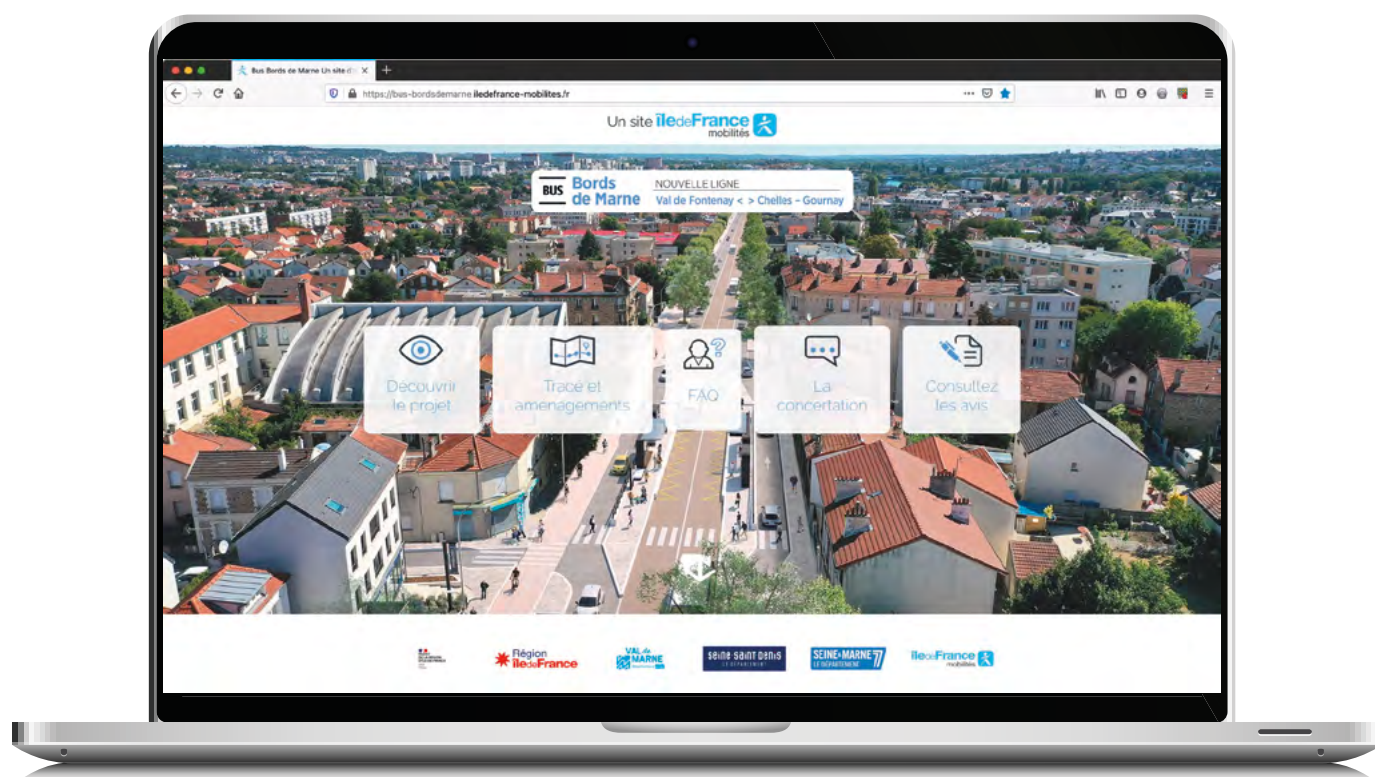 Bus Bords de Marne Un site d
https://bus-bordsdemarne.iledefrance-mobilites.fr
Un site îledeFrance
mobilités
BUS Bords
de Marne
NOUVELLE LIGNE
Val de Fontenay < > Chelles - Gournay
Découvrir
le projet
Tracé et
aménagements
FAQ
La
concertation
Consultez
les avis
Région
îledeFrance
VAL de
MARNE
seine saint denis
LE DÉPARTEMENT
SEINE&MARNE 77
LE DÉPARTEMENT
îledeFrance
mobilités